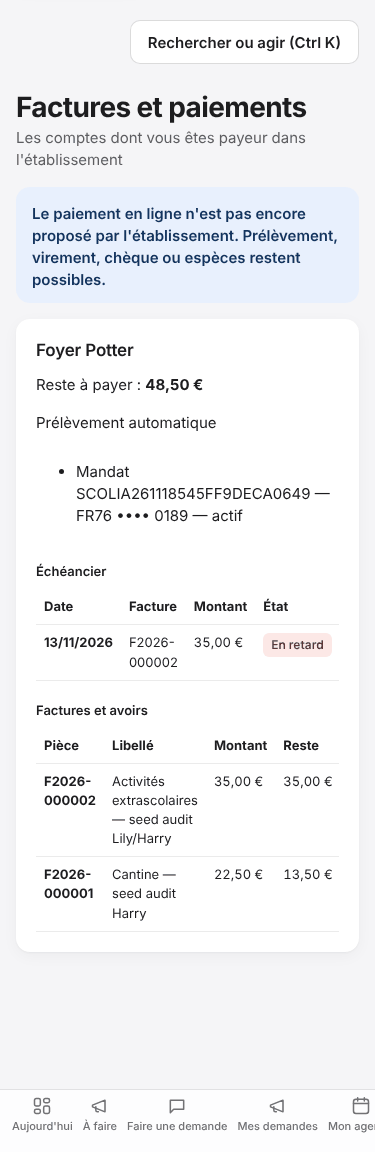 Rechercher ou agir (Ctrl K)
Factures et paiements
Les comptes dont vous êtes payeur dans
l'établissement
Le paiement en ligne n'est pas encore
proposé par l'établissement. Prélèvement,
virement, chèque ou espèces restent
possibles.
Foyer Potter
Reste à payer : 48,50 €
Prélèvement automatique
• Mandat
SCOLIA261118545FF9DECA0649 —
FR76 •••• 0189 — actif
Échéancier
Date Facture Montant État
13/11/2026 F2026- 35,00 € En retard
000002
Factures et avoirs
Pièce Libellé Montant Reste
F2026- Activités 35,00 € 35,00 €
000002 extrascolaires
— seed audit
Lily/Harry
F2026- Cantine — 22,50 € 13,50 €
000001 seed audit
Harry
Aujourd'hui À faire Faire une demande Mes demandes Mon age